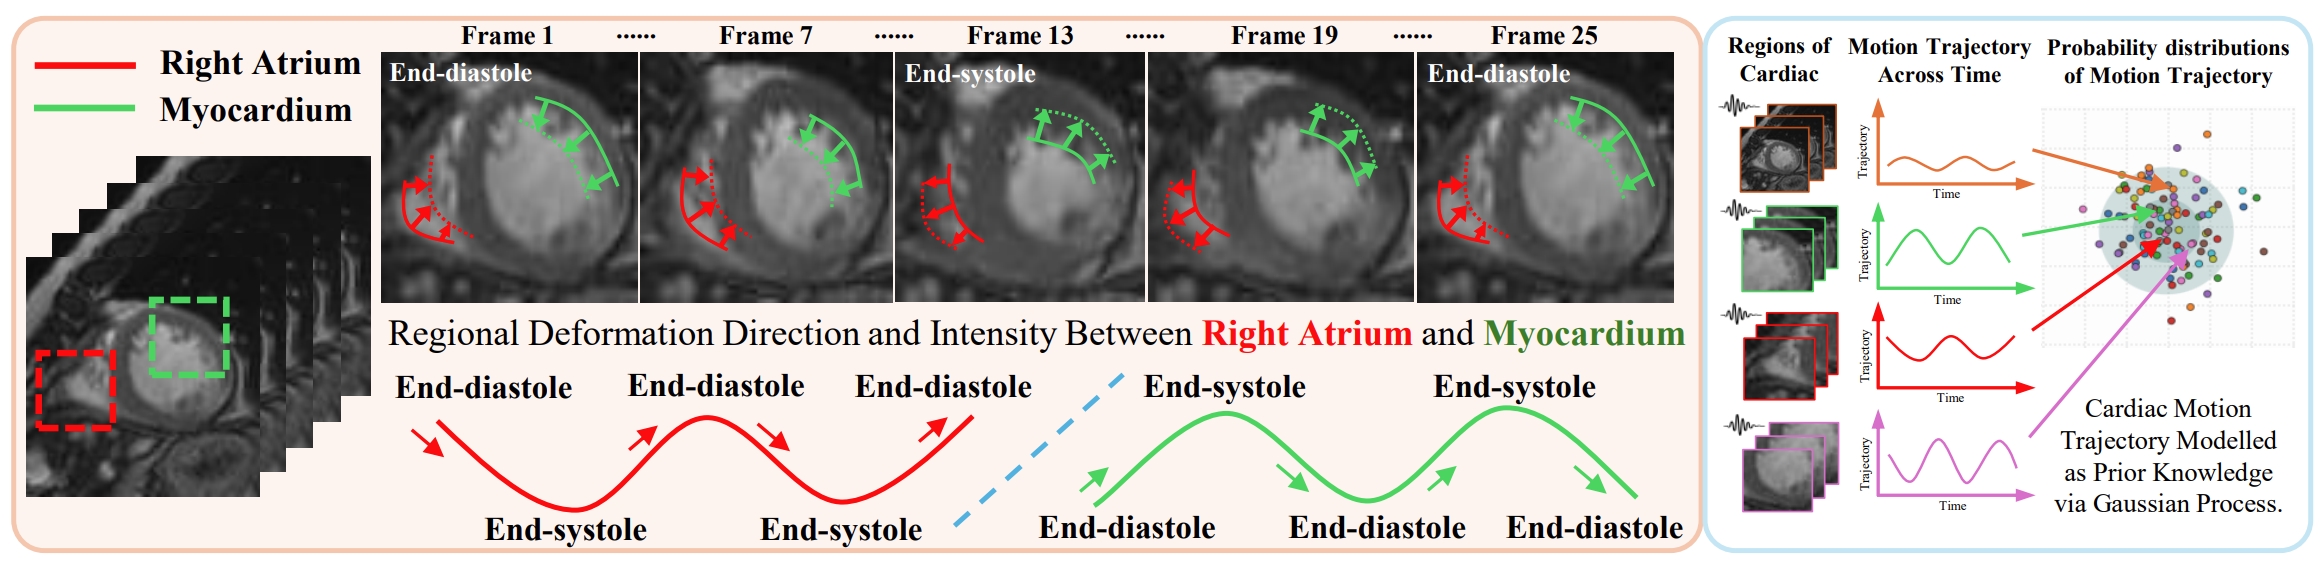 Right Atrium
Myocardium
Frame 1 ...... Frame 7 ...... Frame 13 ...... Frame 19 ...... Frame 25
End-diastole
End-systole
End-diastole
Regional Deformation Direction and Intensity Between Right Atrium and Myocardium
End-diastole End-diastole End-diastole
End-systole End-systole
End-systole End-systole
End-diastole End-diastole End-diastole
Regions of
Cardiac
Motion Trajectory
Across Time
Probability distributions
of Motion Trajectory
Trajectory
Time
Trajectory
Time
Trajectory
Time
Trajectory
Time
Cardiac Motion
Trajectory Modelled
as Prior Knowledge
via Gaussian Process.